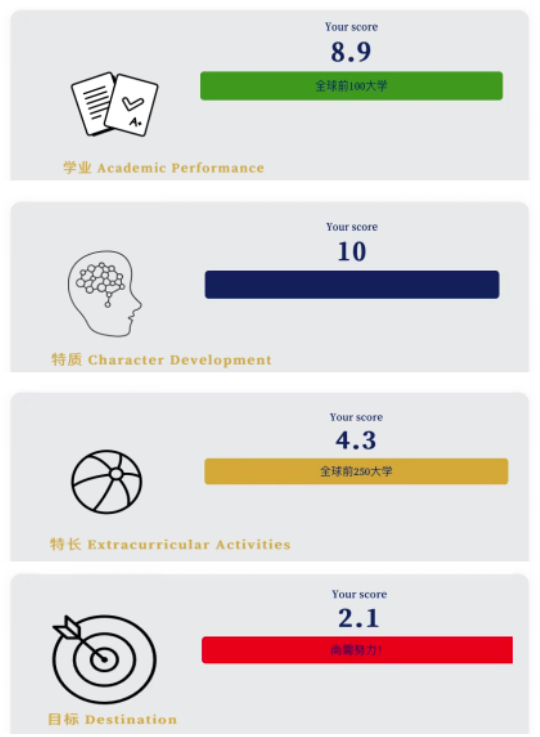 Your score
8.9
全球前100大学
A+
学业 Academic Performance
Your score
10
特质 Character Development
Your score
4.3
全球前250大学
特长 Extracurricular Activities
Your score
2.1
尚需努力!
目标 Destination